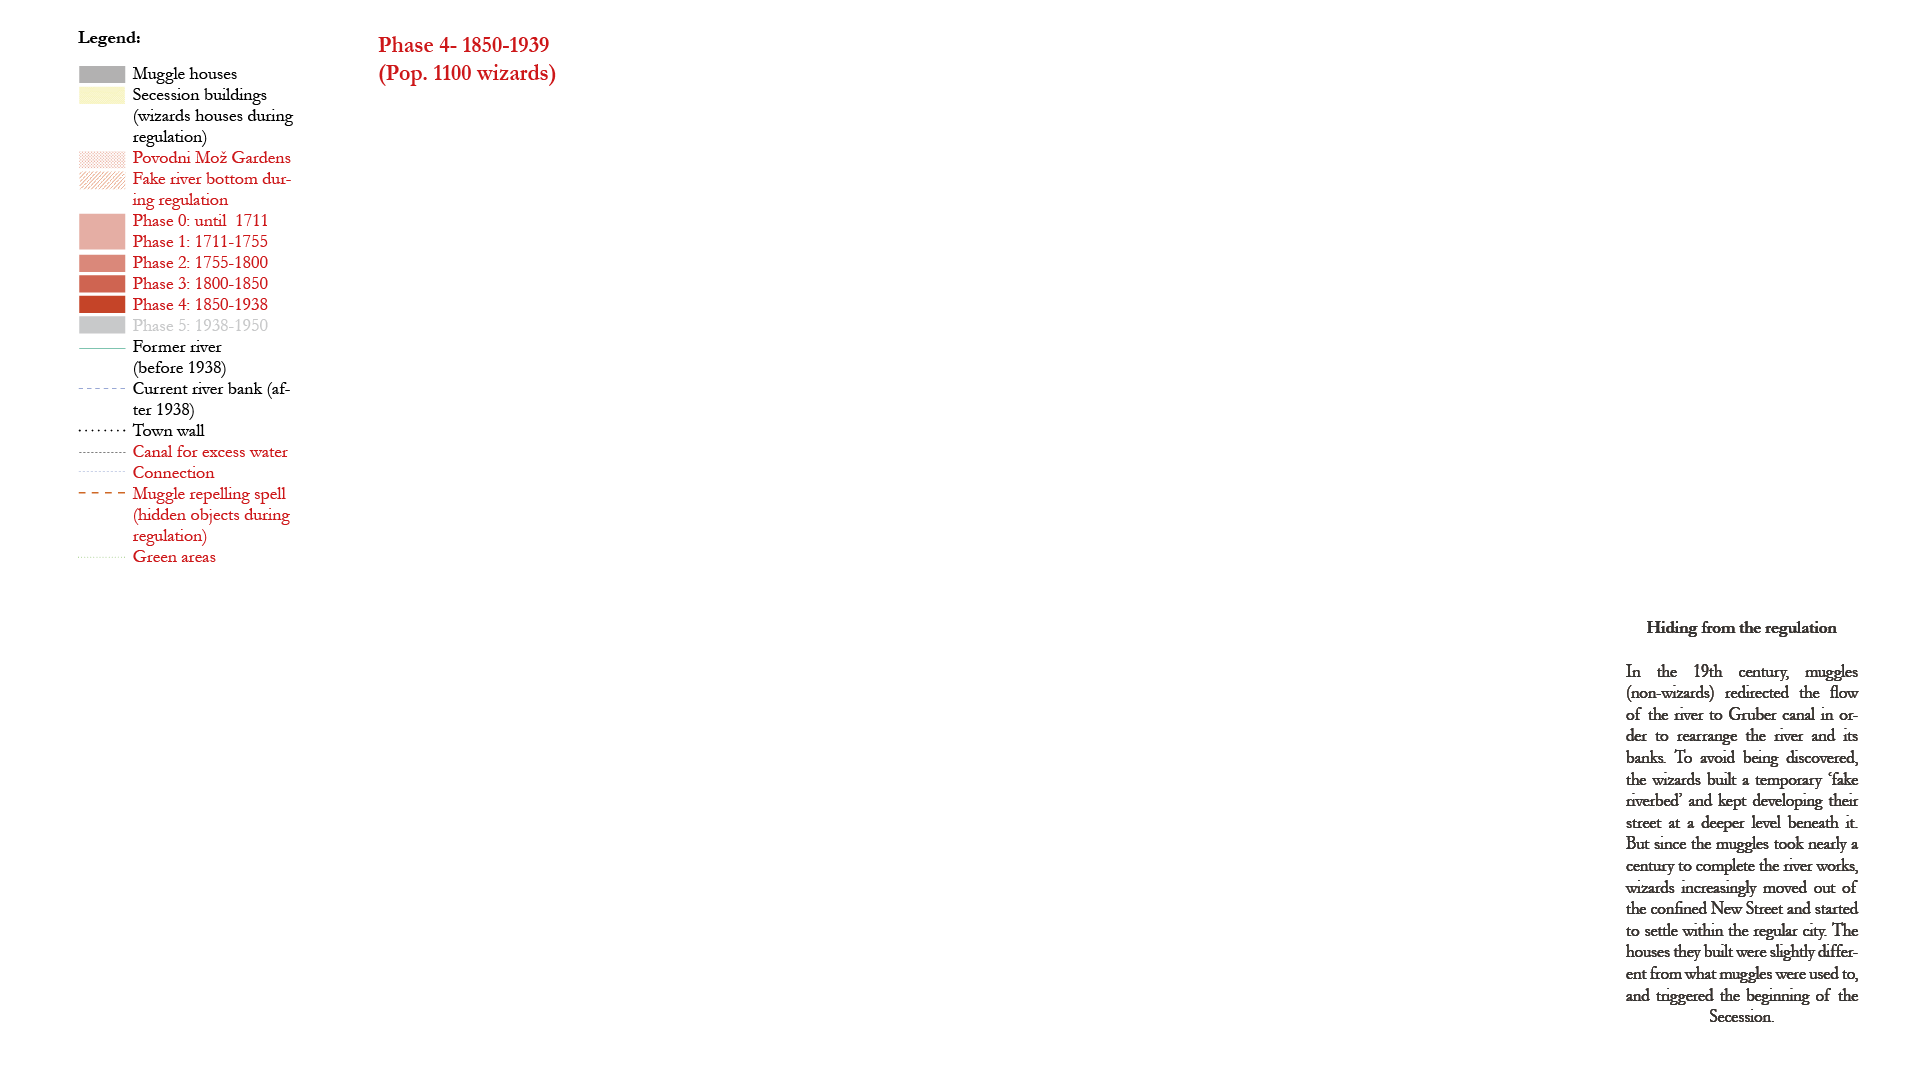 Legend:
Muggle houses
Secession buildings
(wizards houses during
regulation)
Povodni Mož Gardens
Fake river bottom dur-
ing regulation
Phase 0: until  1711
Phase 1: 1711-1755
Phase 2: 1755-1800
Phase 3: 1800-1850
Phase 4: 1850-1938
Phase 5: 1938-1950
Former river
(before 1938)
Current river bank (af-
ter 1938)
Town wall
Canal for excess water
Connection
Muggle repelling spell
(hidden objects during
regulation)
Green areas
Phase 4- 1850-1939
(Pop. 1100 wizards)
Hiding from the regulation
In the 19th century, muggles
(non-wizards) redirected the flow
of the river to Gruber canal in or-
der to rearrange the river and its
banks. To avoid being discovered,
the wizards built a temporary ‘fake
riverbed’ and kept developing their
street at a deeper level beneath it.
But since the muggles took nearly a
century to complete the river works,
wizards increasingly moved out of
the confined New Street and started
to settle within the regular city. The
houses they built were slightly differ-
ent from what muggles were used to,
and triggered the beginning of the
Secession.